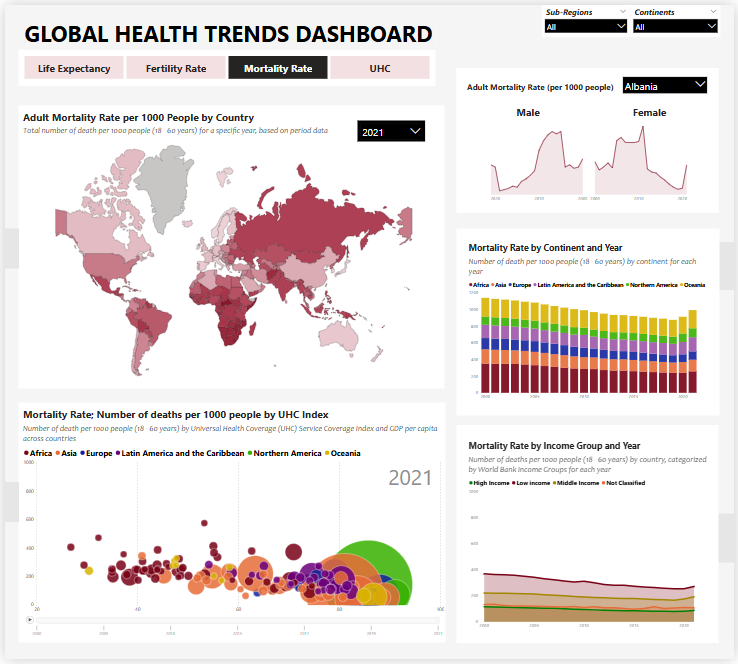 GLOBAL HEALTH TRENDS DASHBOARD
Sub-Regions
Continents
All
All
Life Expectancy
Fertility Rate
Mortality Rate
UHC
Adult Mortality Rate (per 1000 people)
Albania
Male
Female
2020
2010
2000
2010
2020
Adult Mortality Rate per 1000 People by Country
Total number of death per 1000 people (18 - 60 years) for a specific year, based on period data
2021
Mortality Rate by Continent and Year
Number of death per 1000 people (18 - 60 years) by continent for each
year
Africa Asia Europe Latin America and the Caribbean Northern America Oceania
1200
1000
800
600
400
200
0
2000
2005
2010
2015
2020
Mortality Rate; Number of deaths per 1000 people by UHC Index
Number of death per 1000 people (18 - 60 years) by Universal Health Coverage (UHC) Service Coverage Index and GDP per capita
across countries
Africa Asia Europe Latin America and the Caribbean Northern America Oceania
2021
1000
800
600
400
200
0
20
40
60
80
100
Mortality Rate by Income Group and Year
Number of deaths per 1000 people (18 - 60 years) by country, categorized
by World Bank Income Groups for each year
High Income Low income Middle Income Not Classified
1000
800
600
400
200
0
2000
2005
2010
2015
2020